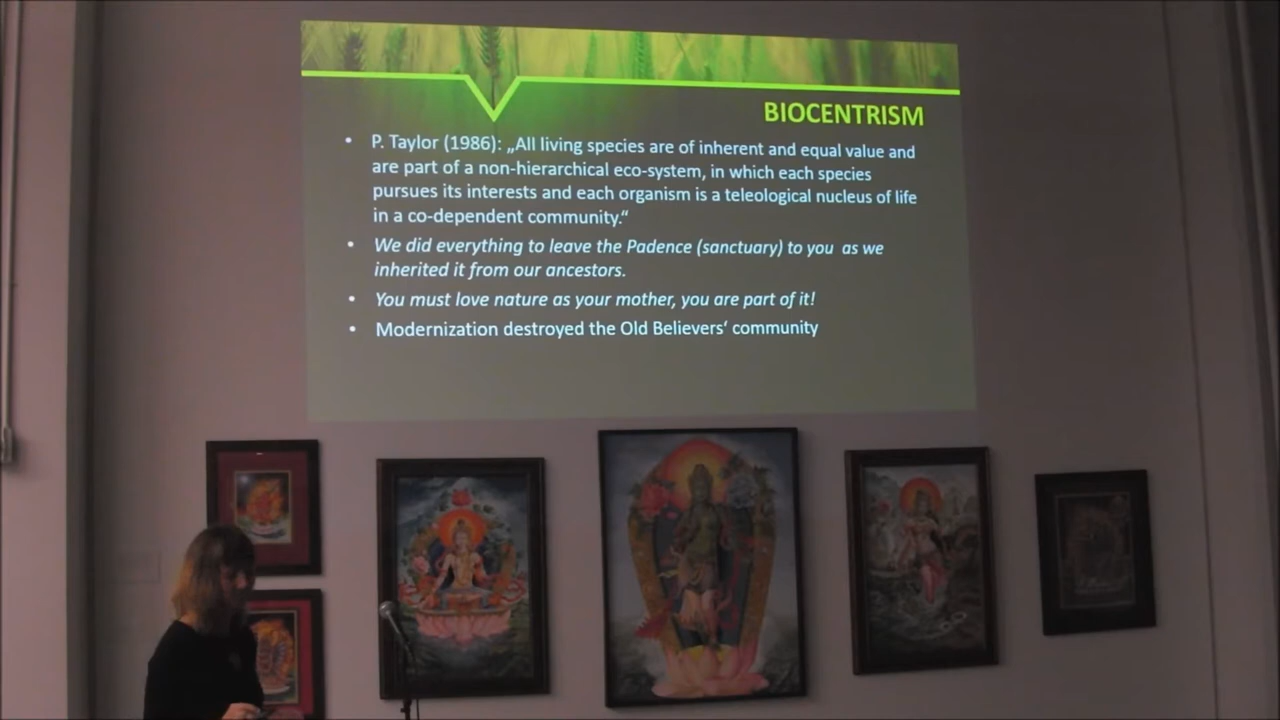 BIOCENTRISM
• P. Taylor (1986): „All living species are of inherent and equal value and
are part of a non-hierarchical eco-system, in which each species
pursues its interests and each organism is a teleological nucleus of life
in a co-dependent community.“
• We did everything to leave the Padence (sanctuary) to you as we
inherited it from our ancestors.
• You must love nature as your mother, you are part of it!
• Modernization destroyed the Old Believers‘ community